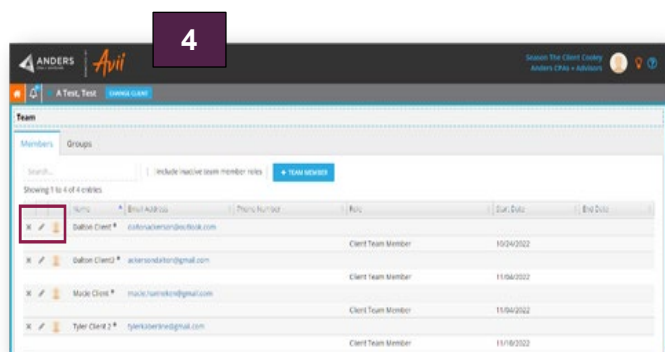 4
ANDERS
Avii
Season The Client Cooley
Anders CPAs + Advisors
A Test, Test
CHANGE CLIENT
Team
Members Groups
Search... Include inactive team member roles + TEAM MEMBER
Showing 1 to 4 of 4 entries
Name Email Address Phone Number Role Start Date End Date
Dalton Client * daltonackerson@outlook.com
Client Team Member 10/24/2022
Dalton Client2 * ackersondalton@gmail.com
Client Team Member 11/04/2022
Macie Client *
Client Team Member 11/04/2022
Tyler Client 2 *
Client Team Member 11/18/2022